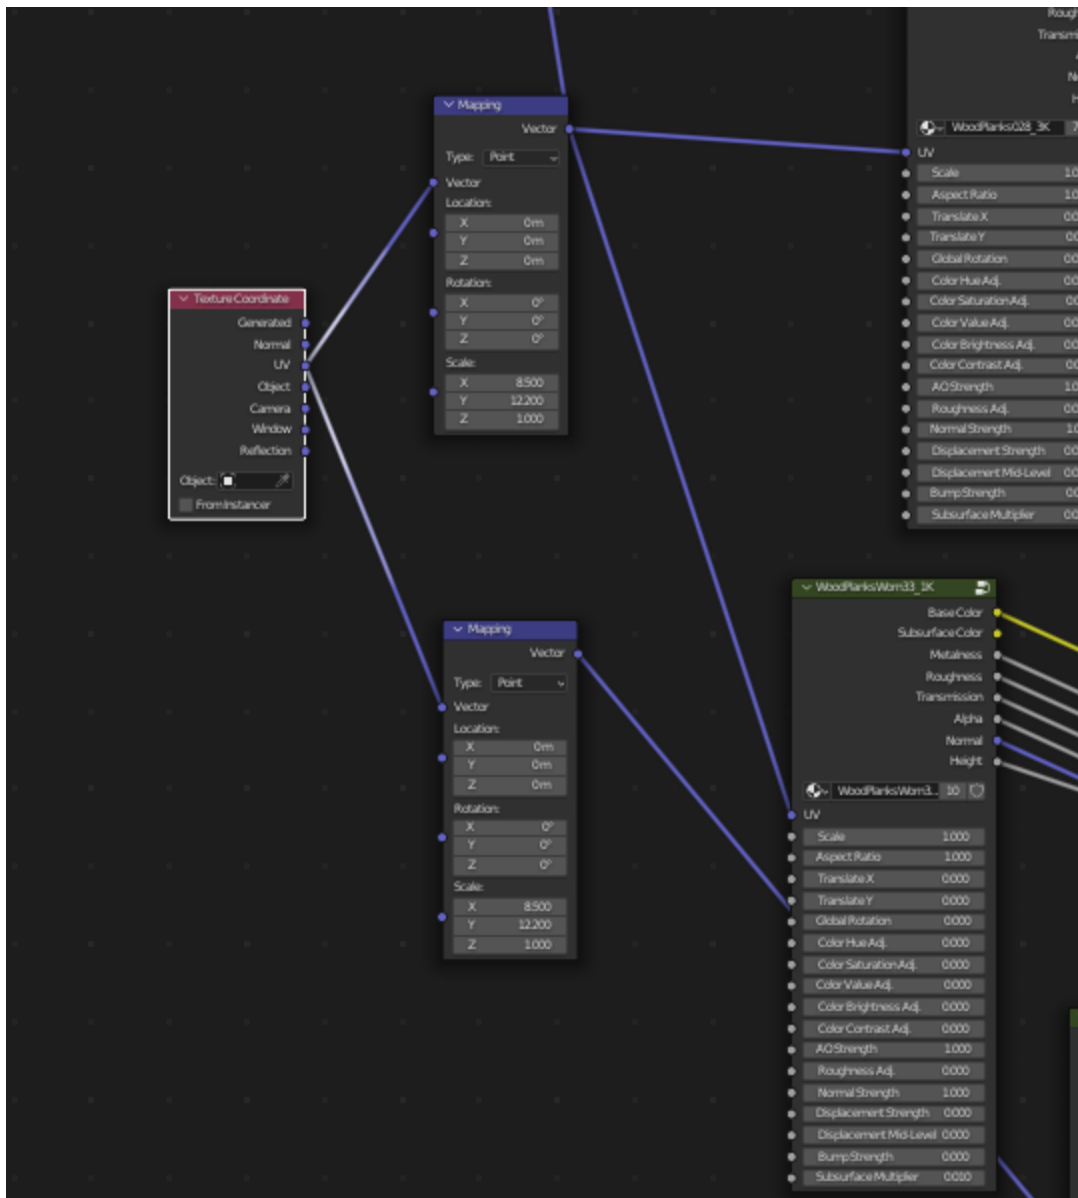 Mapping
Vector
Type: Point
Vector
Location:
X 0m
Y 0m
Z 0m
Rotation:
X 0°
Y 0°
Z 0°
Scale:
X 8.500
Y 12.200
Z 1.000
Texture Coordinate
Generated
Normal
UV
Object
Camera
Window
Reflection
Object:
From Instancer
Mapping
Vector
Type: Point
Vector
Location:
X 0m
Y 0m
Z 0m
Rotation:
X 0°
Y 0°
Z 0°
Scale:
X 8.500
Y 12.200
Z 1.000
WoodPlanks028_3K
UV
Scale
Aspect Ratio
Translate X
Translate Y
Global Rotation
Color Hue Adj.
Color Saturation Adj.
Color Value Adj.
Color Brightness Adj.
Color Contrast Adj.
AO Strength
Roughness Adj.
Normal Strength
Displacement Strength
Displacement Mid-Level
Bump Strength
Subsurface Multiplier
WoodPlanksWorn33_1K
Base Color
Subsurface Color
Metalness
Roughness
Transmission
Alpha
Normal
Height
WoodPlanksWorn3... 10
UV
Scale 1.000
Aspect Ratio 1.000
Translate X 0.000
Translate Y 0.000
Global Rotation 0.000
Color Hue Adj. 0.000
Color Saturation Adj. 0.000
Color Value Adj. 0.000
Color Brightness Adj. 0.000
Color Contrast Adj. 0.000
AO Strength 1.000
Roughness Adj. 0.000
Normal Strength 1.000
Displacement Strength 0.000
Displacement Mid-Level 0.000
Bump Strength 0.000
Subsurface Multiplier 0.010